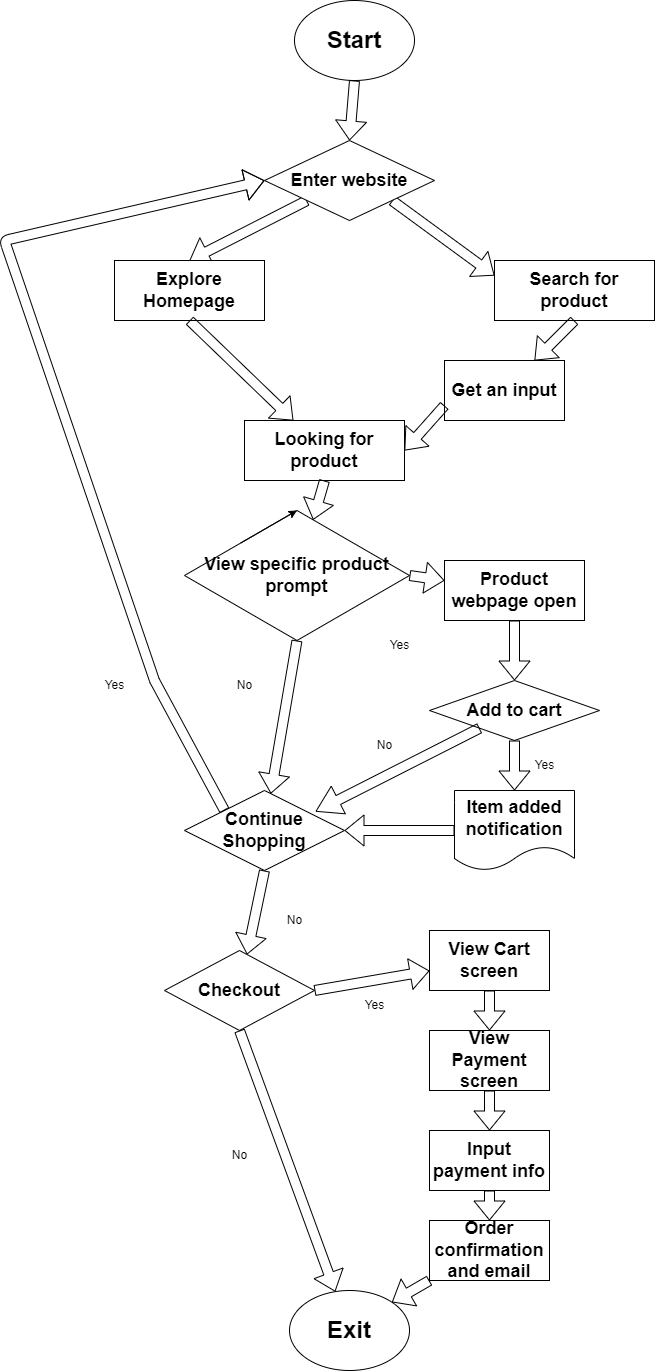 Start
Enter website
Explore
Homepage
Search for
product
Get an input
Looking for
product
View specific product
prompt
Product
webpage open
Yes
Yes
No
Add to cart
No
Yes
Item added
notification
Continue
Shopping
No
View Cart
screen
Checkout
Yes
View
Payment
screen
Input
payment info
No
Order
confirmation
and email
Exit